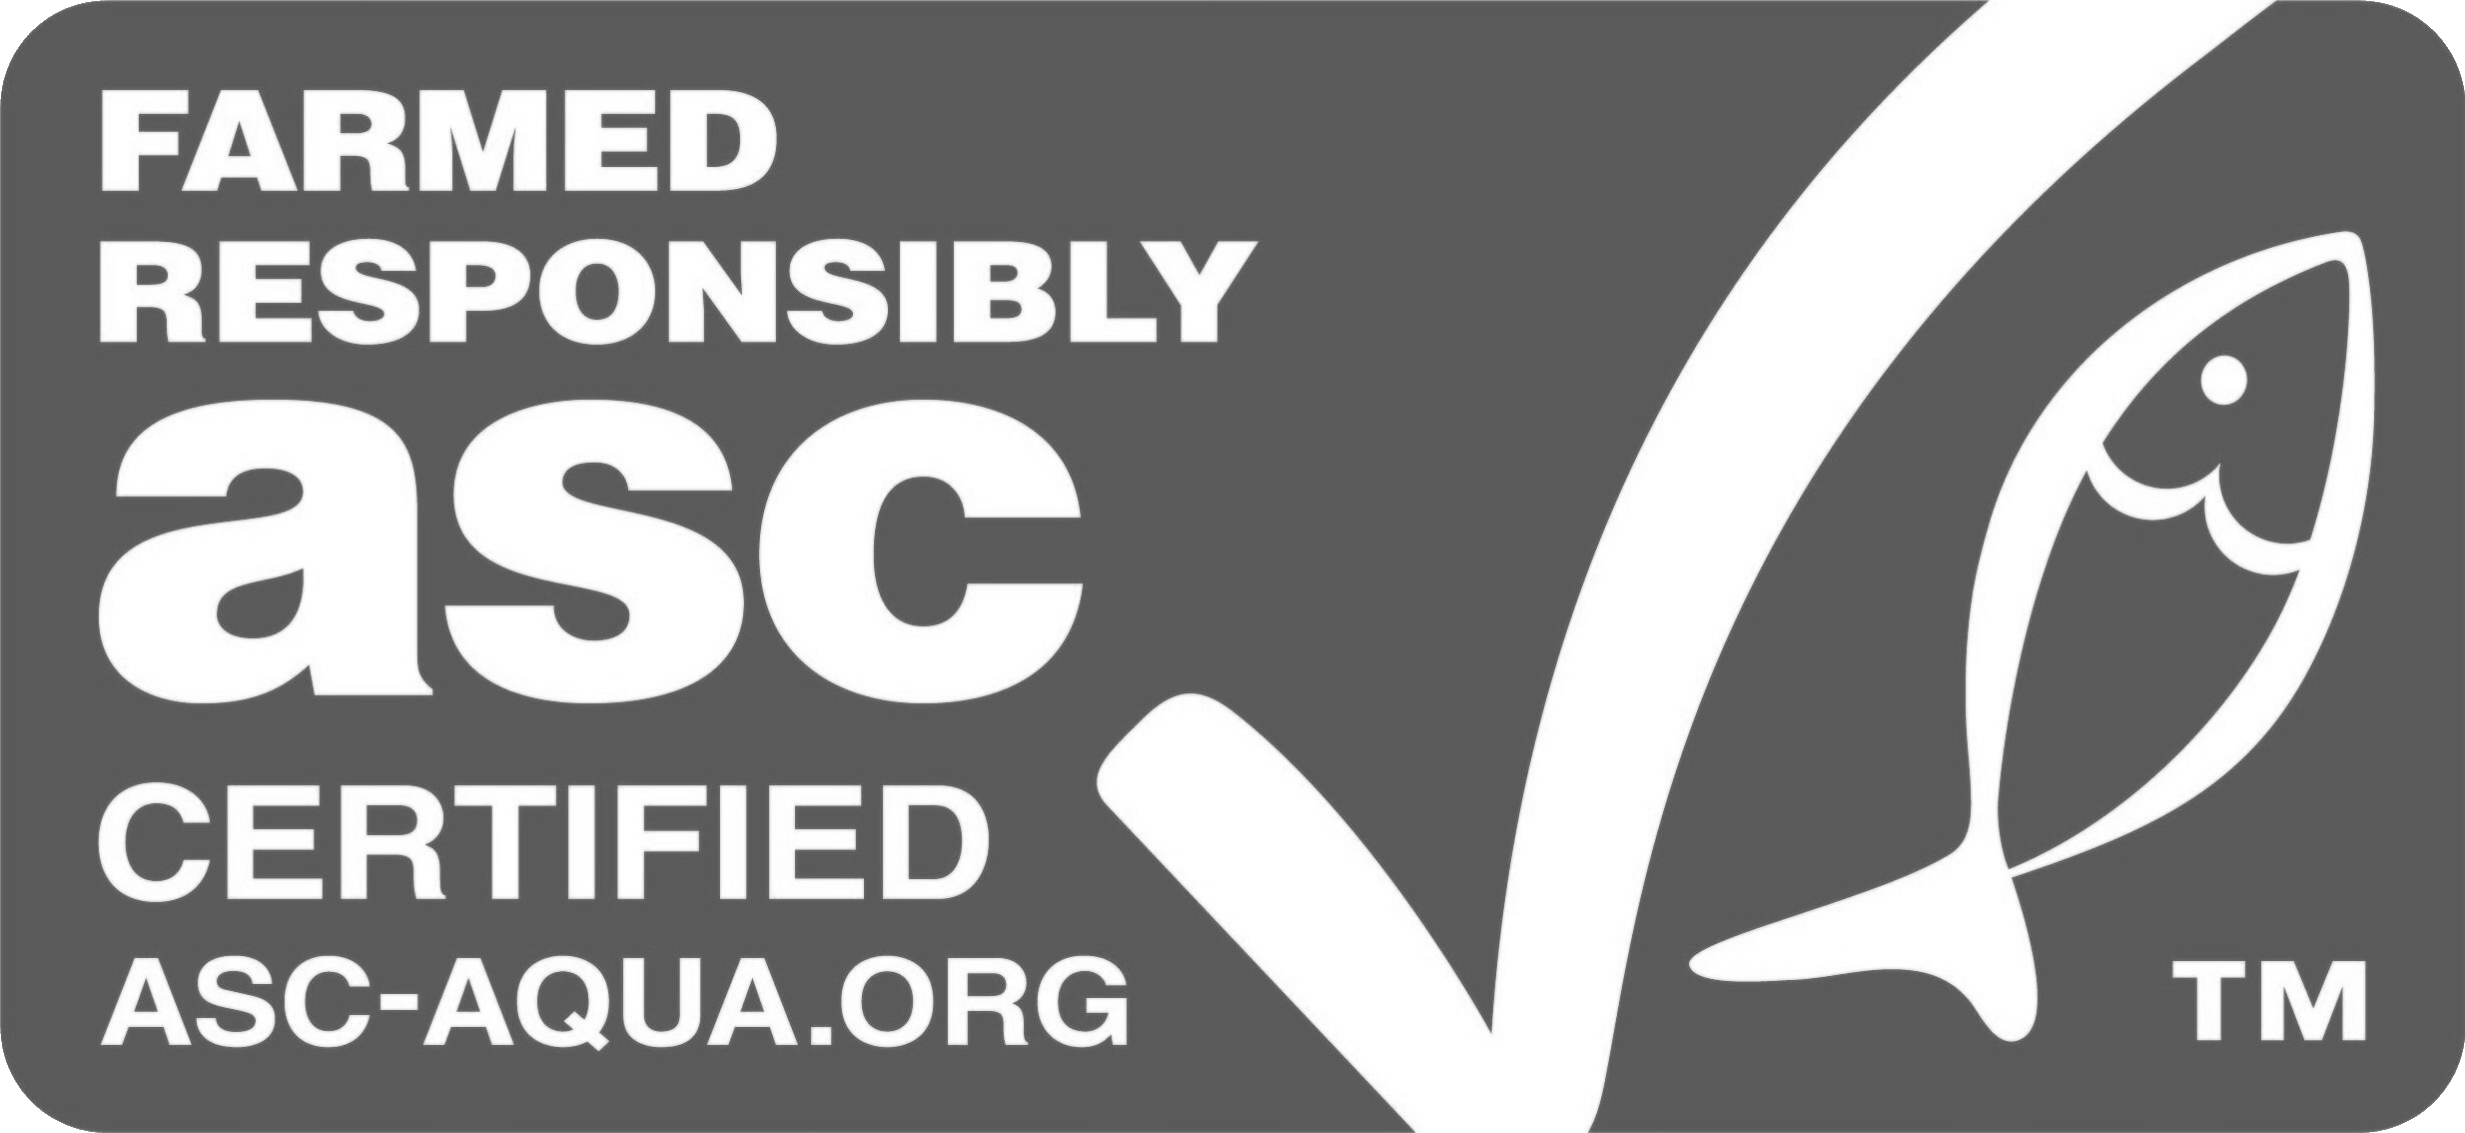 FARMED
RESPONSIBLY
asc
CERTIFIED
ASC-AQUA.ORG
TM